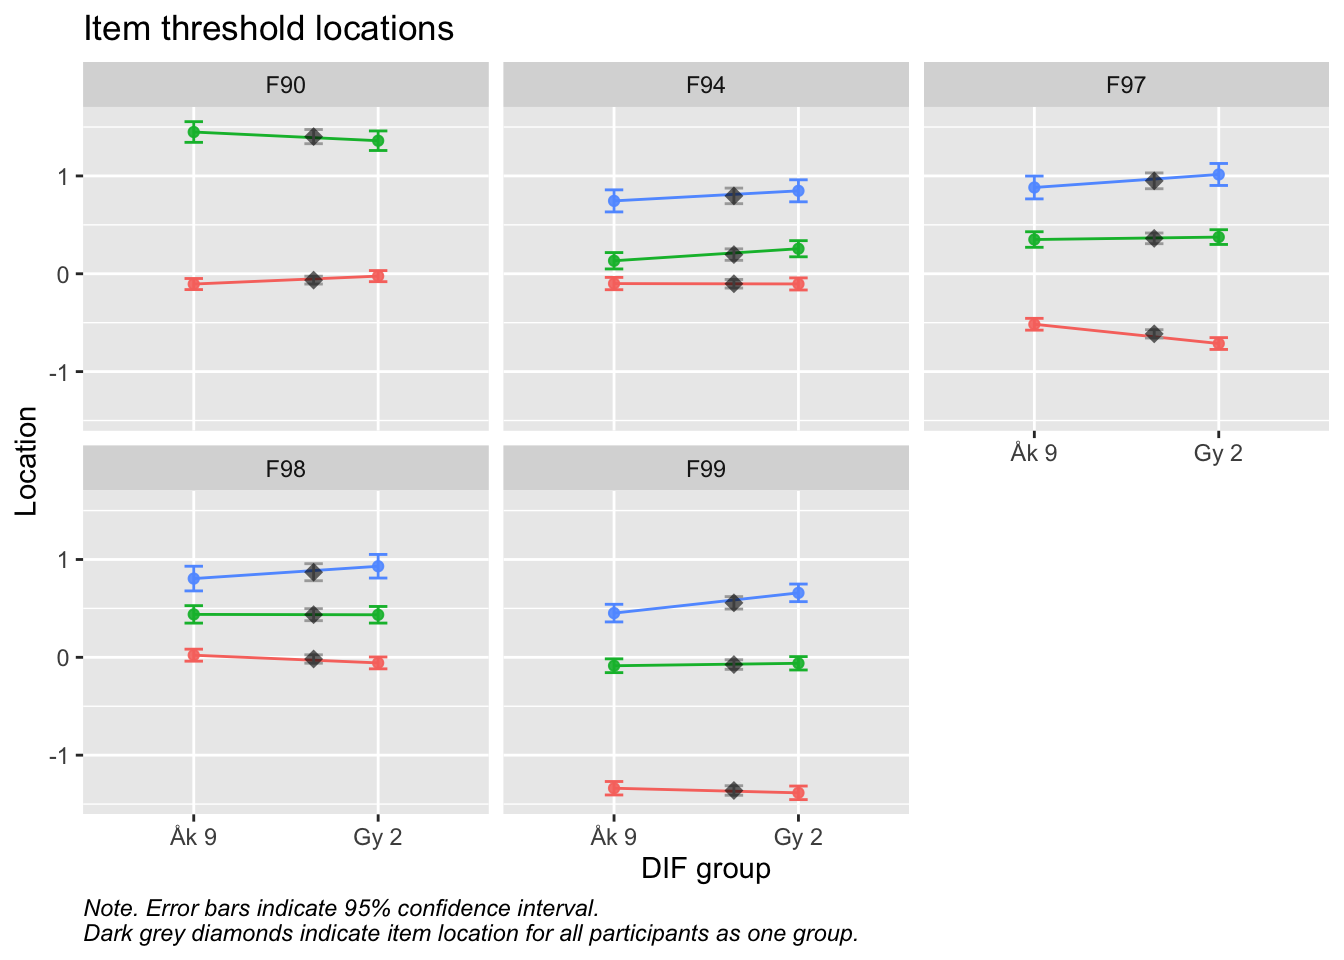 Item threshold locations
F90
F94
F97
1
0
-1
Åk 9
Gy 2
Location
F98
F99
1
0
-1
Åk 9
Gy 2
Åk 9
Gy 2
DIF group
Note. Error bars indicate 95% confidence interval.
Dark grey diamonds indicate item location for all participants as one group.